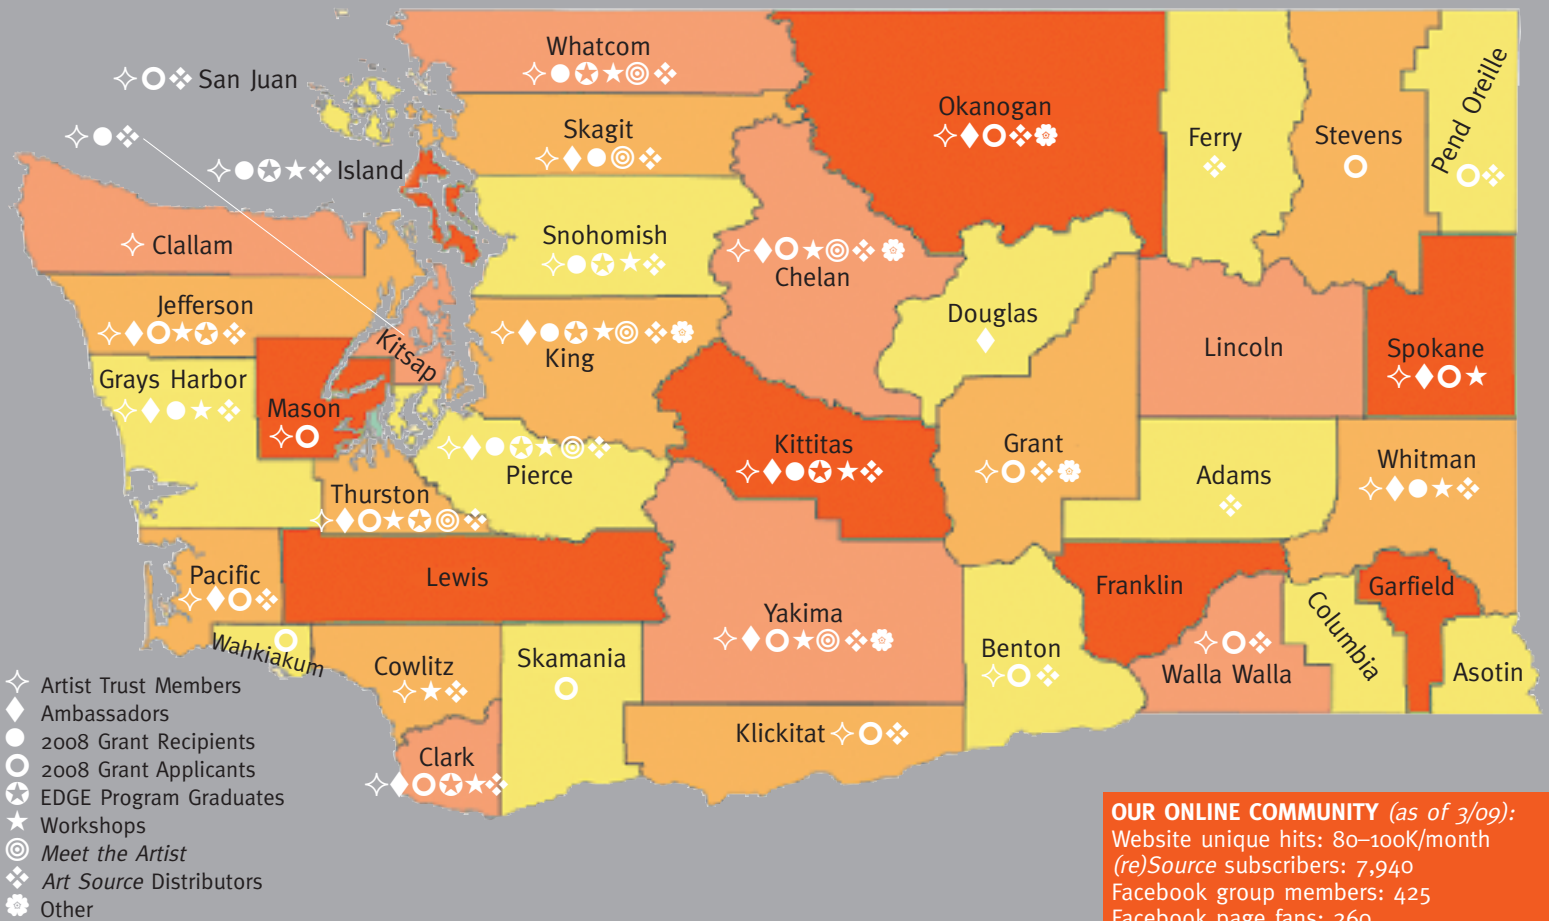 Whatcom
San Juan
Okanogan
Pend Oreille
Skagit
Ferry
Stevens
Island
Snohomish
Clallam
Chelan
Jefferson
Douglas
Kitsap
King
Lincoln
Spokane
Grays Harbor
Mason
Kittitas
Grant
Whitman
Pierce
Adams
Thurston
Pacific
Lewis
Franklin
Garfield
Yakima
Columbia
Wahkiakum
Cowlitz
Skamania
Benton
Walla Walla
Asotin
Klickitat
Clark
Artist Trust Members
Ambassadors
2008 Grant Recipients
2008 Grant Applicants
EDGE Program Graduates
Workshops
Meet the Artist
Art Source Distributors
Other
OUR ONLINE COMMUNITY (as of 3/09):
Website unique hits: 80–100K/month
(re)Source subscribers: 7,940
Facebook group members: 425
Facebook page fans: 260